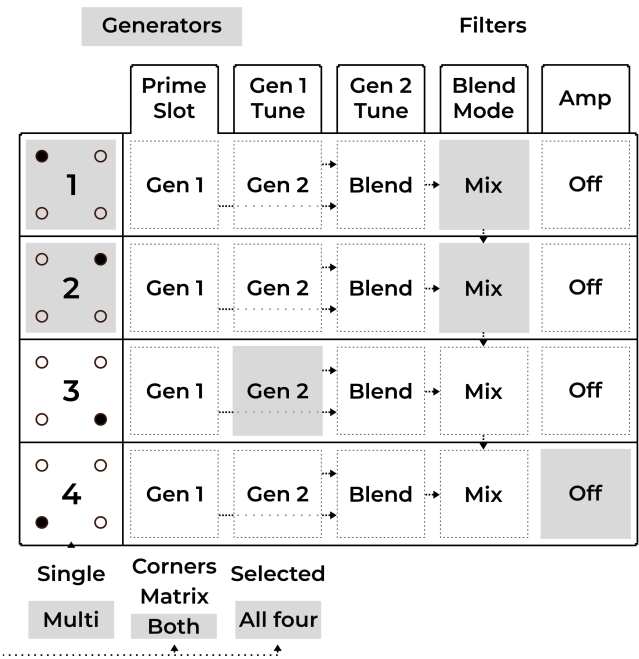 Generators Filters
Prime Slot Gen 1 Tune Gen 2 Tune Blend Mode Amp
1 Gen 1 Gen 2 Blend Mix Off
2 Gen 1 Gen 2 Blend Mix Off
3 Gen 1 Gen 2 Blend Mix Off
4 Gen 1 Gen 2 Blend Mix Off
Single Corners Selected
Matrix
Multi Both All four